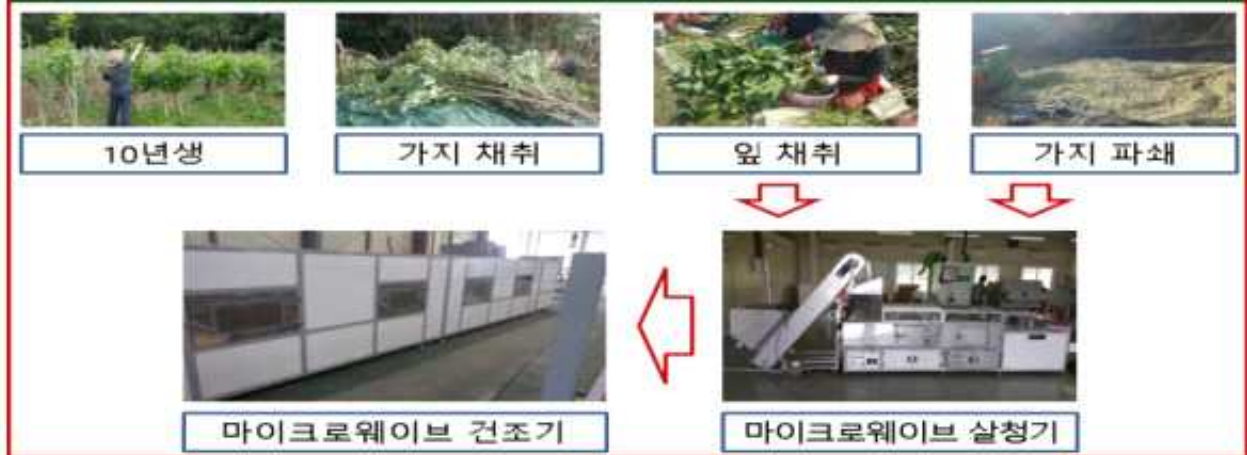 10년생
가지 채취
잎 채취
가지 파쇄
마이크로웨이브 건조기
마이크로웨이브 살청기